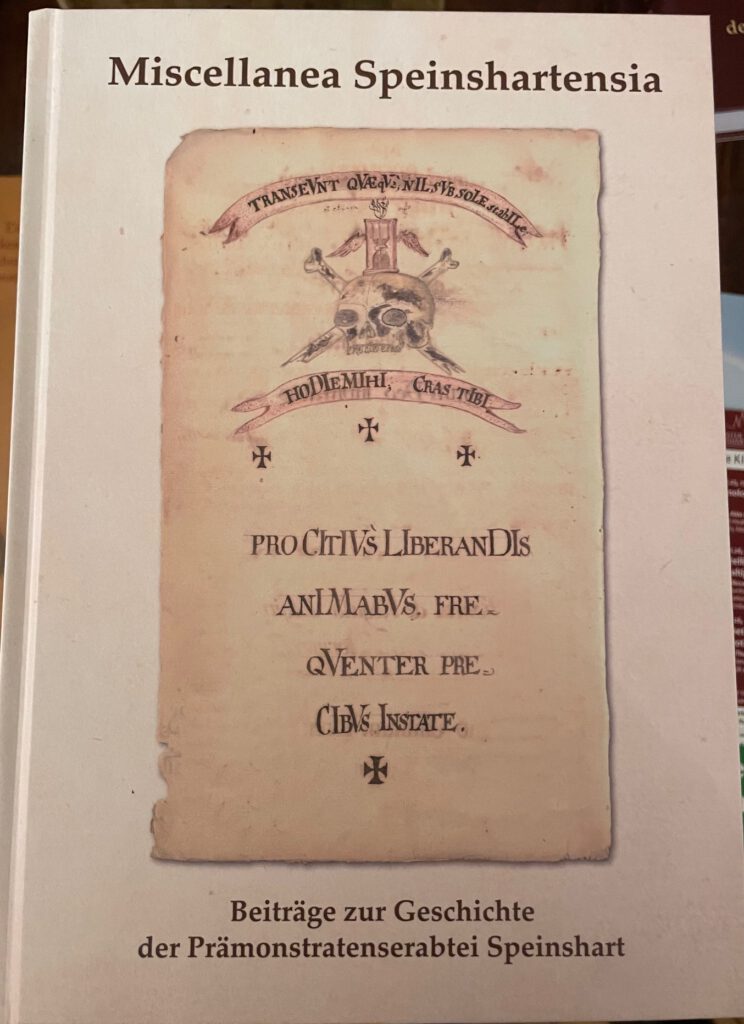 Miscellanea Speinshartensia
TRANSEVNT QVÆqVè, NIL SVB SOLE stabILe
HODIE MIHI, CRAS TIBI
PRO CItIVs̀ LIBERANDIs
ANIMABVS, FRE-
QVENTER PRE-
CIBVs INSTATE.
Beiträge zur Geschichte
der Prämonstratenserabtei Speinshart